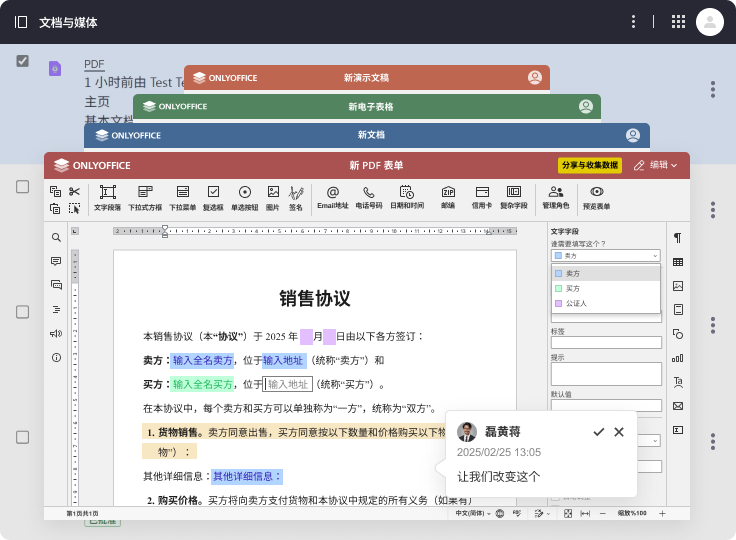 文档与媒体
PDF
1 小时前由 Test Te
主页
基本文档
ONLYOFFICE 新演示文稿
ONLYOFFICE 新电子表格
ONLYOFFICE 新文档
ONLYOFFICE 新 PDF 表单 分享与收集数据 编辑
文字段落 下拉式方框 下拉菜单 复选框 单选按钮 图片 签名 Email地址 电话号码 日期和时间 邮编 信用卡 复杂字段 管理角色 预览表单
ZIP
文字字段
谁需要填写这个？
卖方
卖方
买方
公证人
标签
提示
默认值
销售协议
本销售协议（本“协议”）于 2025 年 月 日由以下各方签订：
卖方：输入全名卖方，位于输入地址（统称“卖方”）和
买方：输入全名买方，位于输入地址（统称“买方”）。
在本协议中，每个卖方和买方可以单独称为“一方”，统称为“双方”。
1. 货物销售。卖方同意出售，买方同意按以下数量和价格购买以下物
物”）：
其他详细信息：其他详细信息：
2. 购买价格。买方将向卖方支付货物和本协议中规定的所有义务（如果有）
磊黄蒋
2025/02/25 13:05
让我们改变这个
第1页共1页 中文(简体) 缩放%100
已批准